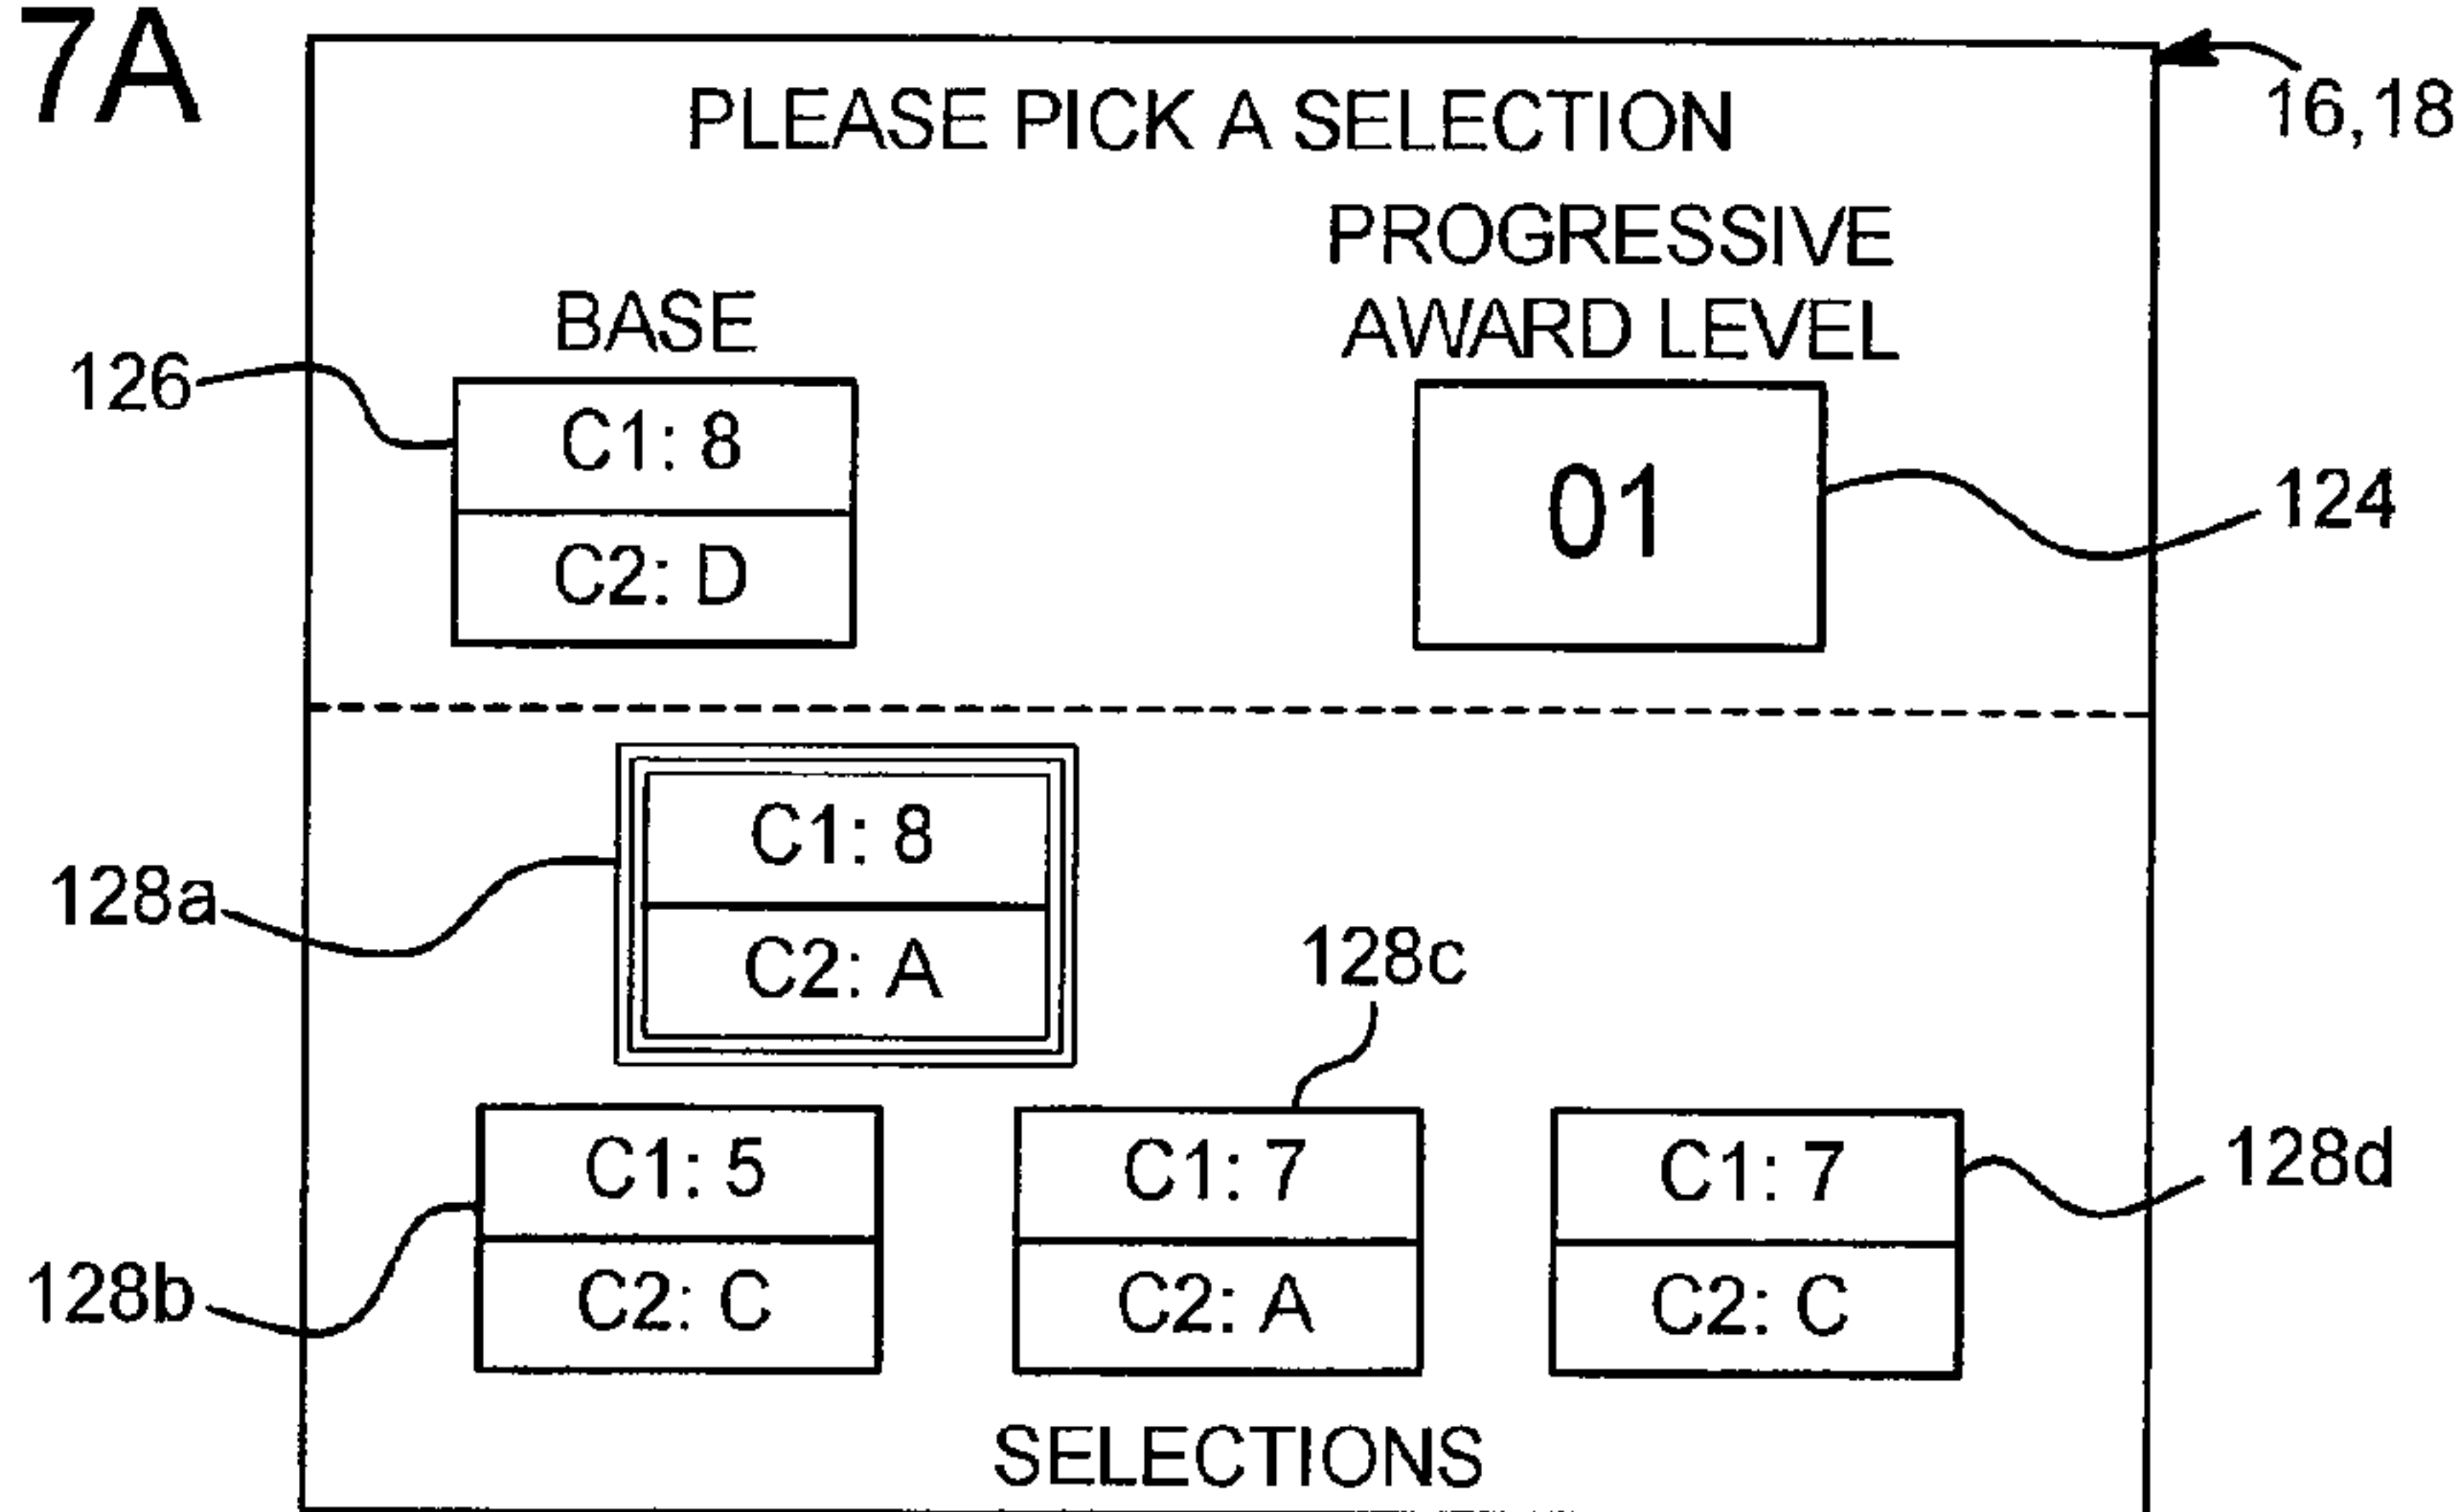 7A
16,18
PLEASE PICK A SELECTION
PROGRESSIVE
AWARD LEVEL
BASE
126
C1: 8
C2: D
01
124
128a
C1: 8
C2: A
128c
128b
C1: 5
C2: C
C1: 7
C2: A
C1: 7
C2: C
128d
SELECTIONS